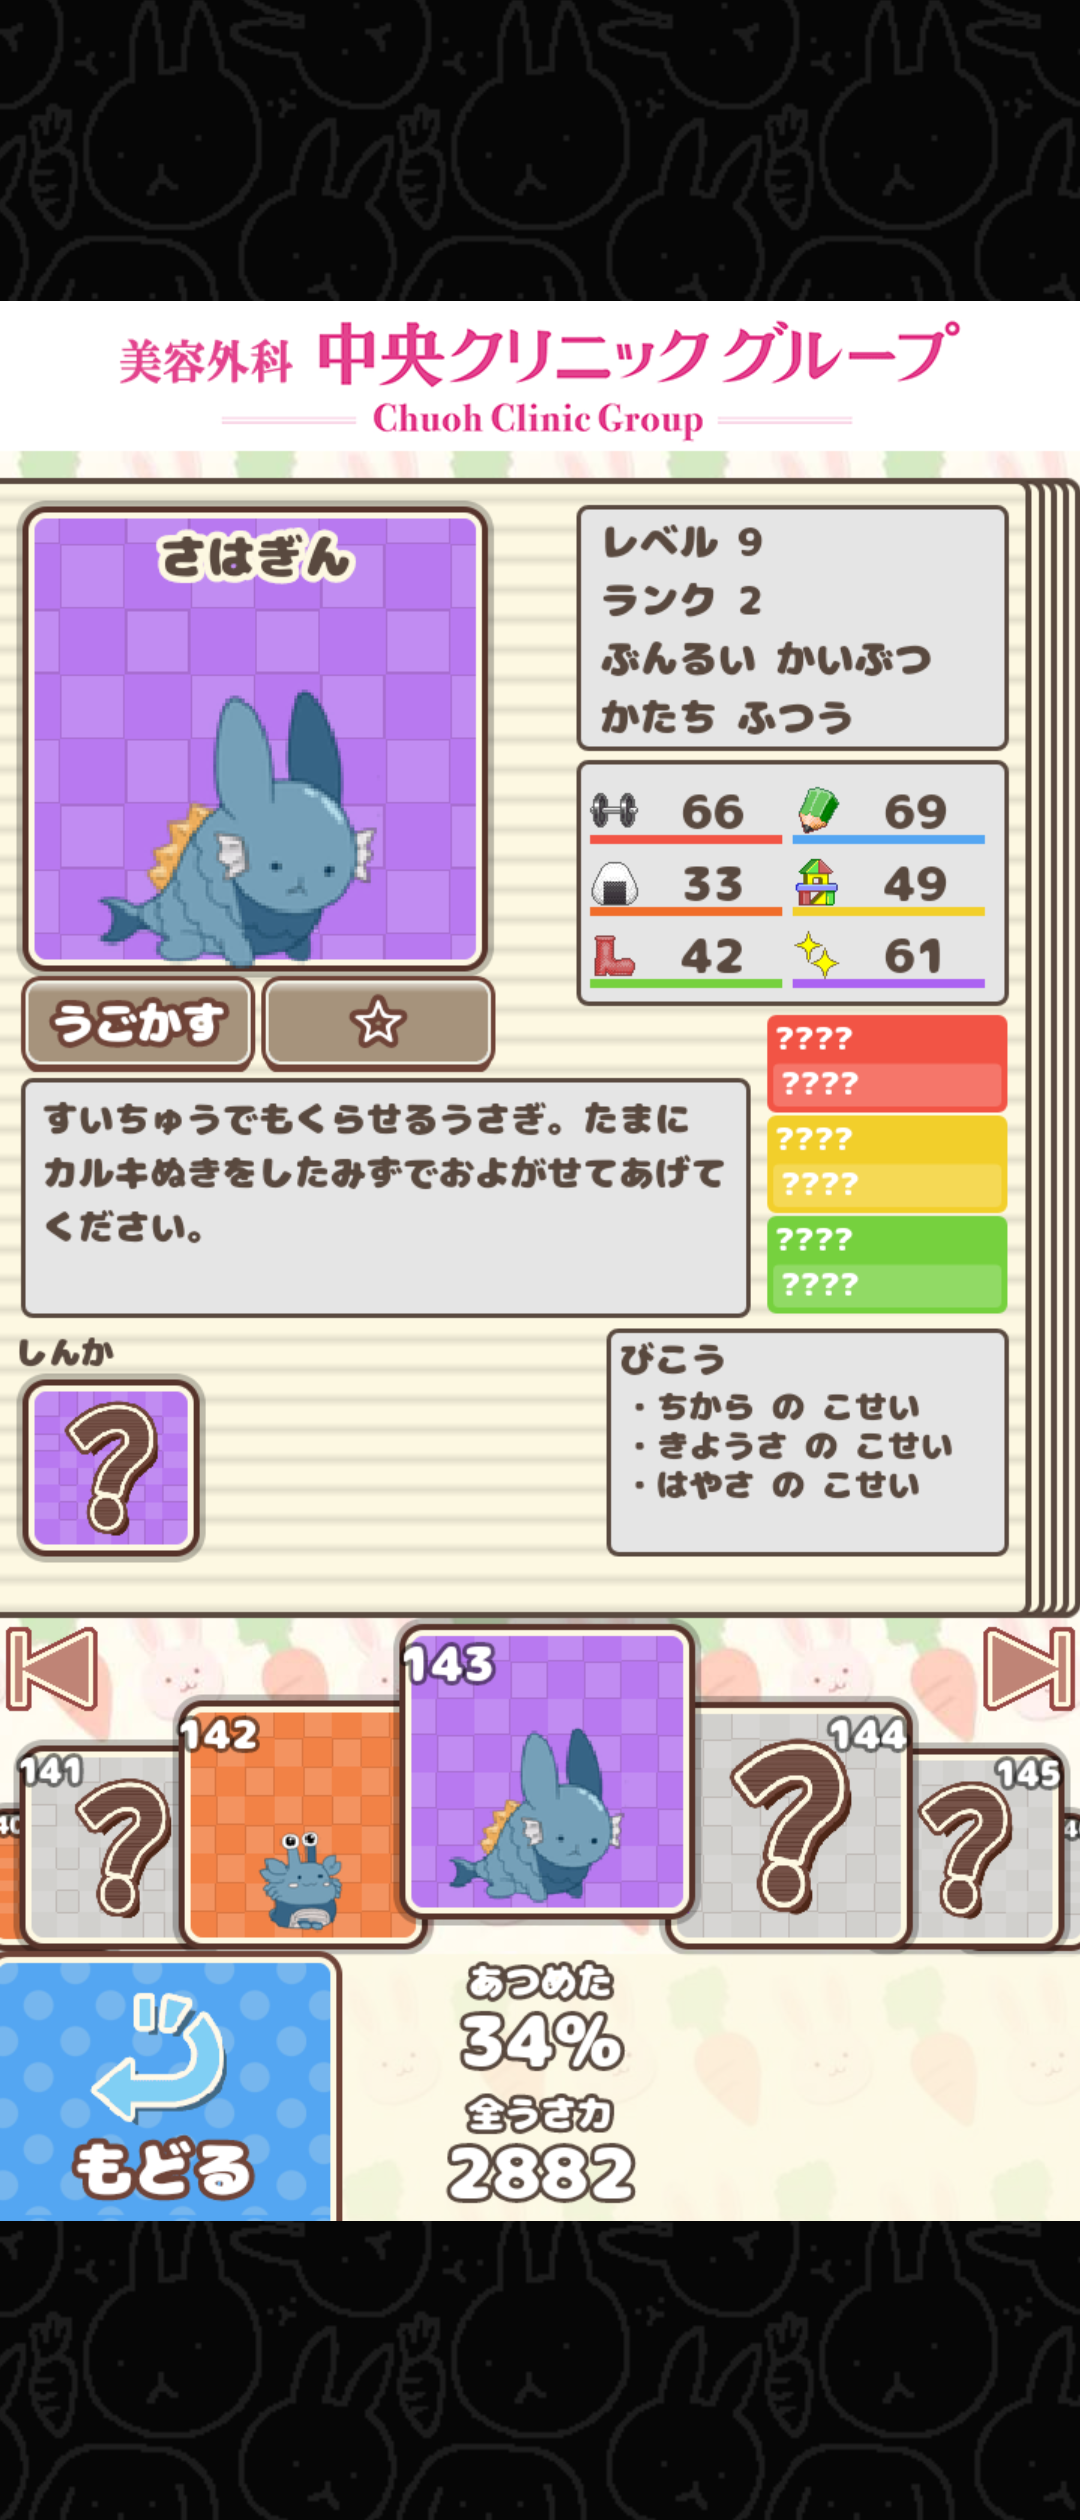 美容外科 中央クリニックグループ
Chuoh Clinic Group
さはぎん
レベル 9
ランク 2
ぶんるい かいぶつ
かたち ふつう
66 69
33 49
42 61
うごかす
????
????
????
????
????
????
すいちゅうでもくらせるうさぎ。たまに
カルキぬきをしたみずでおよがせてあげて
ください。
しんか
?
びこう
・ちから の こせい
・きようさ の こせい
・はやさ の こせい
141
?
142
143
144
?
145
?
もどる
あつめた
34%
全うさ力
2882